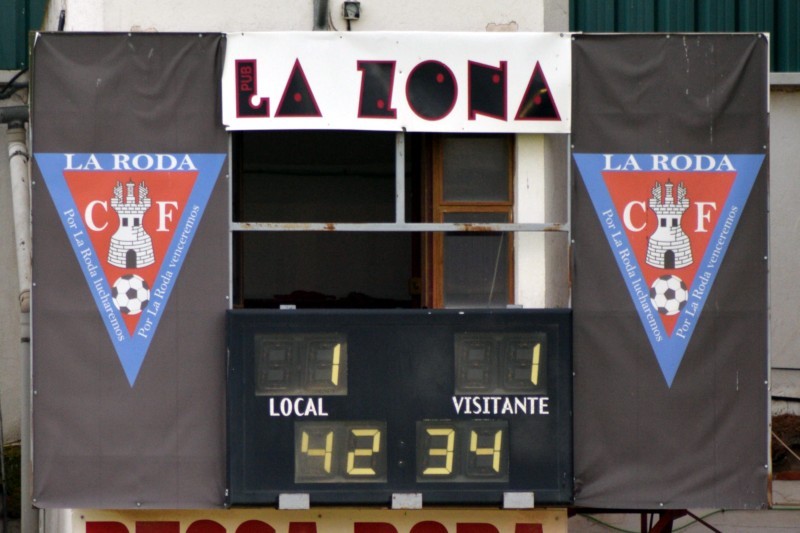 PUB
LA ZONA
LA RODA
C F
Por La Roda lucharemos
Por La Roda venceremos
LA RODA
C F
Por La Roda lucharemos
Por La Roda venceremos
1 1
LOCAL VISITANTE
42 34